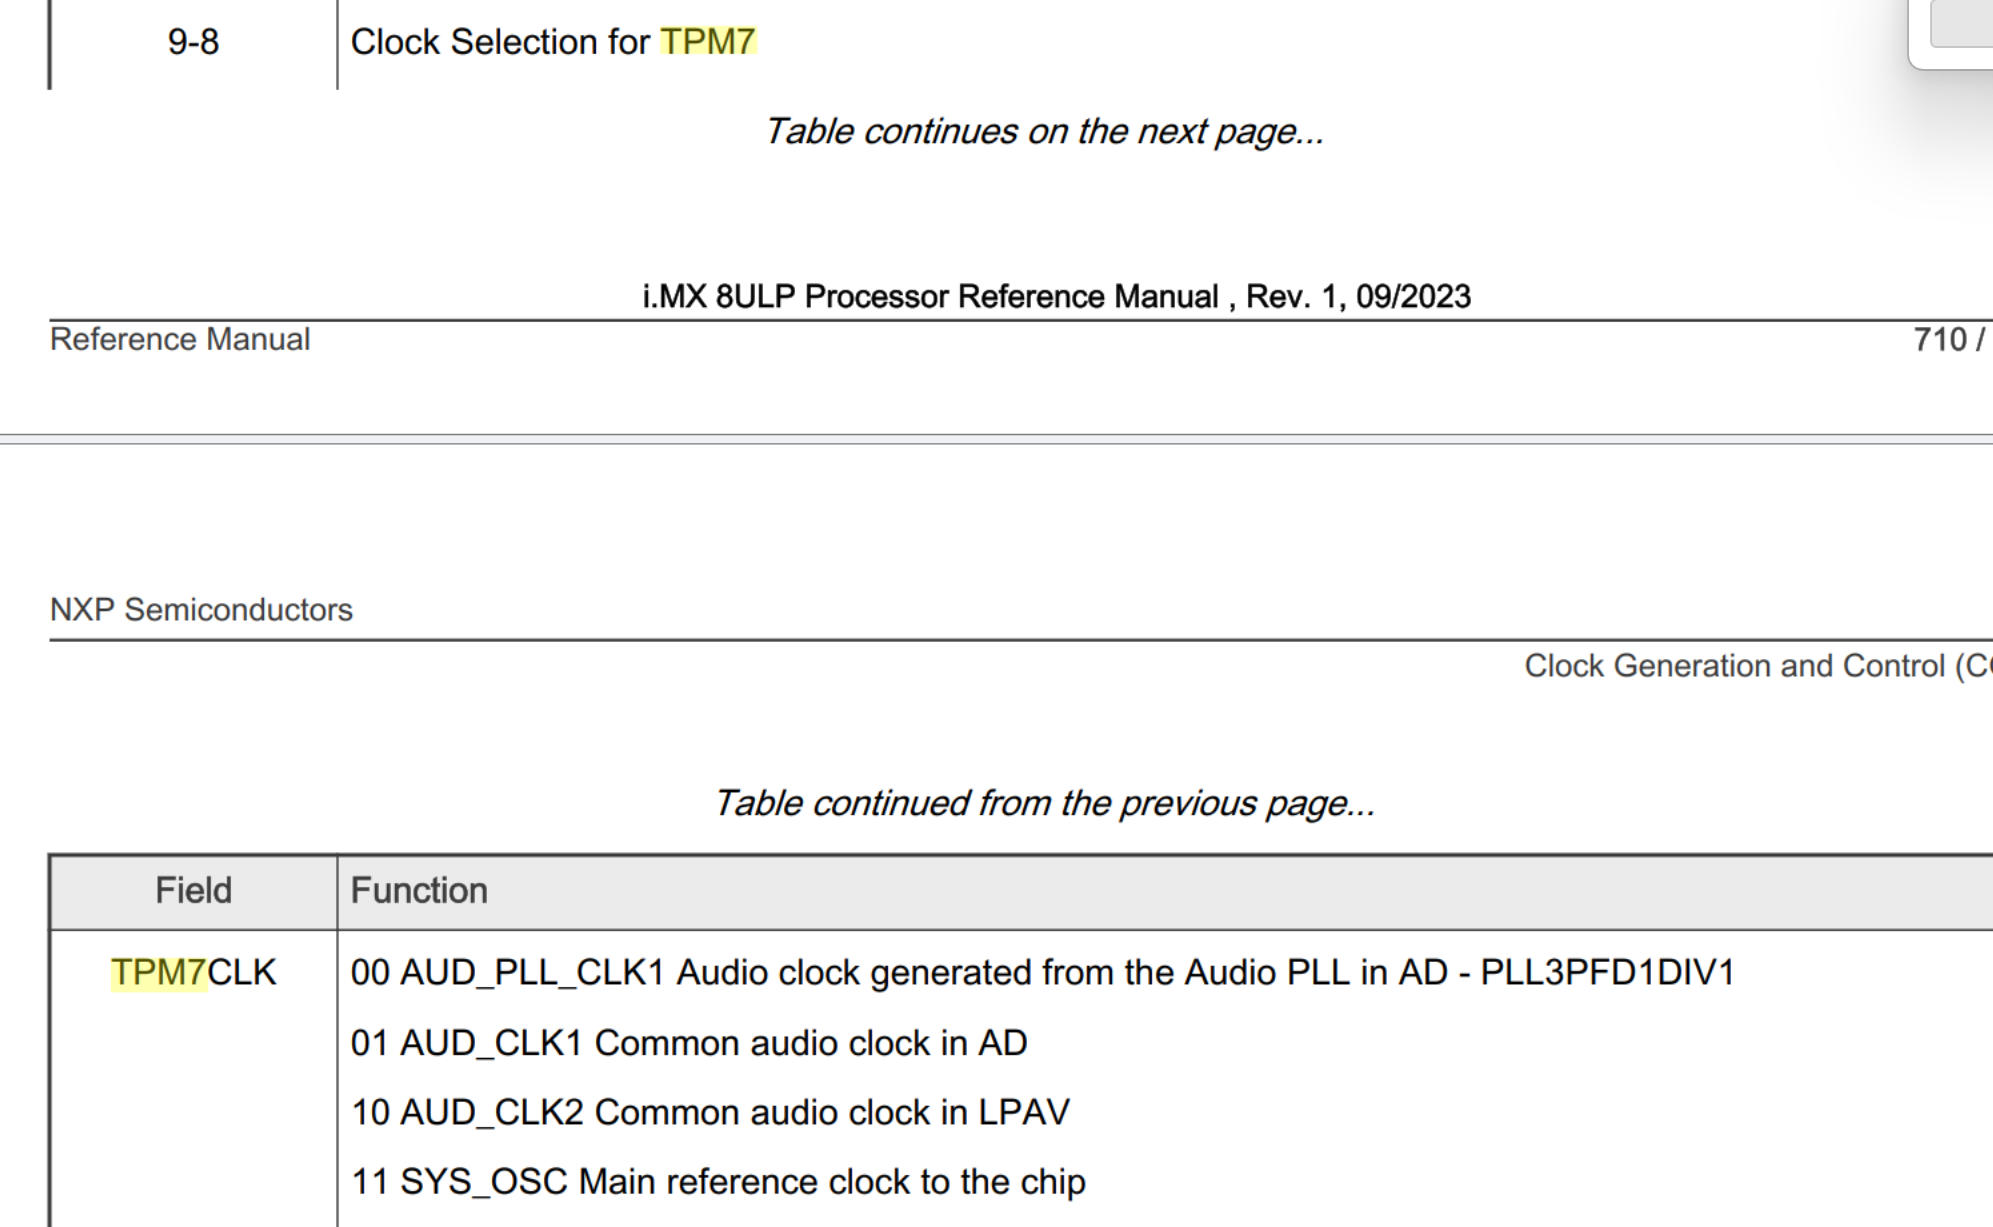 9-8 Clock Selection for TPM7
Table continues on the next page...
i.MX 8ULP Processor Reference Manual , Rev. 1, 09/2023
Reference Manual 710 /
NXP Semiconductors
Clock Generation and Control (C
Table continued from the previous page...
Field Function
TPM7CLK 00 AUD_PLL_CLK1 Audio clock generated from the Audio PLL in AD - PLL3PFD1DIV1
01 AUD_CLK1 Common audio clock in AD
10 AUD_CLK2 Common audio clock in LPAV
11 SYS_OSC Main reference clock to the chip